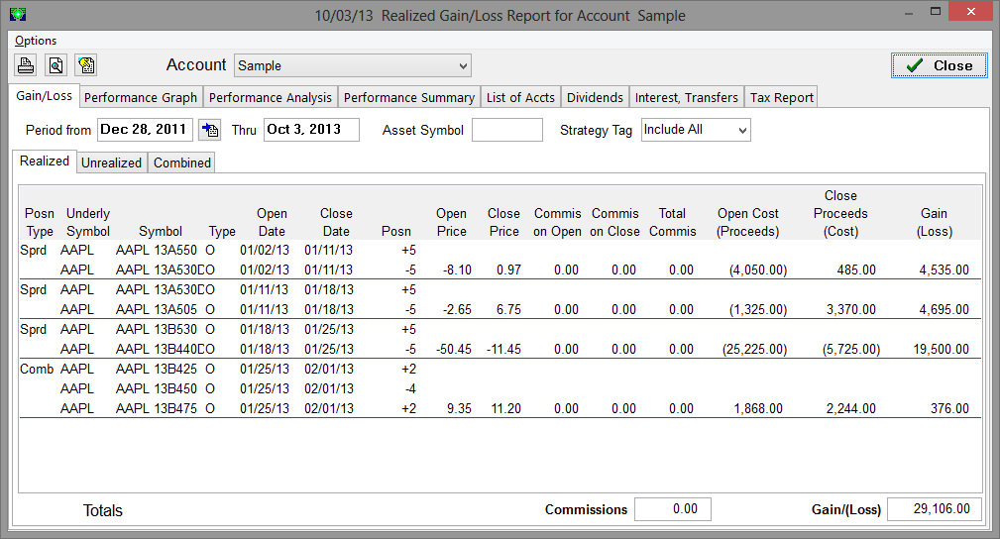 10/03/13 Realized Gain/Loss Report for Account Sample
Options
Account Sample Close
Gain/Loss Performance Graph Performance Analysis Performance Summary List of Accts Dividends Interest, Transfers Tax Report
Period from Dec 28, 2011 Thru Oct 3, 2013 Asset Symbol Strategy Tag Include All
Realized Unrealized Combined
Close
Posn Underly Open Close Open Close Commis Commis Total Open Cost Proceeds Gain
Type Symbol Symbol Type Date Date Posn Price Price on Open on Close Commis (Proceeds) (Cost) (Loss)
Sprd AAPL AAPL 13A550 O 01/02/13 01/11/13 +5
AAPL AAPL 13A530D O 01/02/13 01/11/13 -5 -8.10 0.97 0.00 0.00 0.00 (4,050.00) 485.00 4,535.00
Sprd AAPL AAPL 13A530D O 01/11/13 01/18/13 +5
AAPL AAPL 13A505 O 01/11/13 01/18/13 -5 -2.65 6.75 0.00 0.00 0.00 (1,325.00) 3,370.00 4,695.00
Sprd AAPL AAPL 13B530 O 01/18/13 01/25/13 +5
AAPL AAPL 13B440D O 01/18/13 01/25/13 -5 -50.45 -11.45 0.00 0.00 0.00 (25,225.00) (5,725.00) 19,500.00
Comb AAPL AAPL 13B425 O 01/25/13 02/01/13 +2
AAPL AAPL 13B450 O 01/25/13 02/01/13 -4
AAPL AAPL 13B475 O 01/25/13 02/01/13 +2 9.35 11.20 0.00 0.00 0.00 1,868.00 2,244.00 376.00
Totals Commissions 0.00 Gain/(Loss) 29,106.00